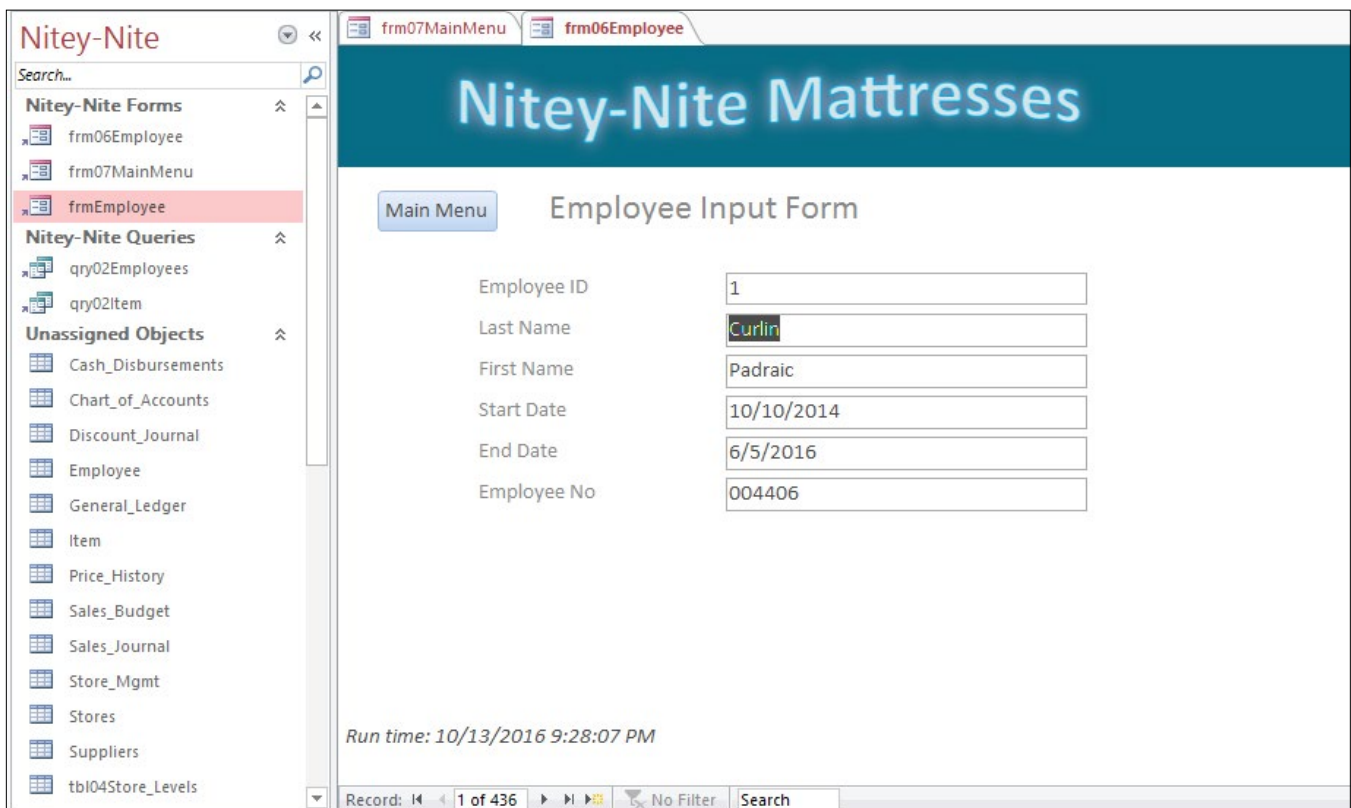 Nitey-Nite
Search...
Nitey-Nite Forms
frm06Employee
frm07MainMenu
frmEmployee
Nitey-Nite Queries
qry02Employees
qry02Item
Unassigned Objects
Cash_Disbursements
Chart_of_Accounts
Discount_Journal
Employee
General_Ledger
Item
Price_History
Sales_Budget
Sales_Journal
Store_Mgmt
Stores
Suppliers
tbl04Store_Levels
frm07MainMenu frm06Employee
Nitey-Nite Mattresses
Main Menu Employee Input Form
Employee ID 1
Last Name Curlin
First Name Padraic
Start Date 10/10/2014
End Date 6/5/2016
Employee No 004406
Run time: 10/13/2016 9:28:07 PM
Record: 1 of 436 No Filter Search